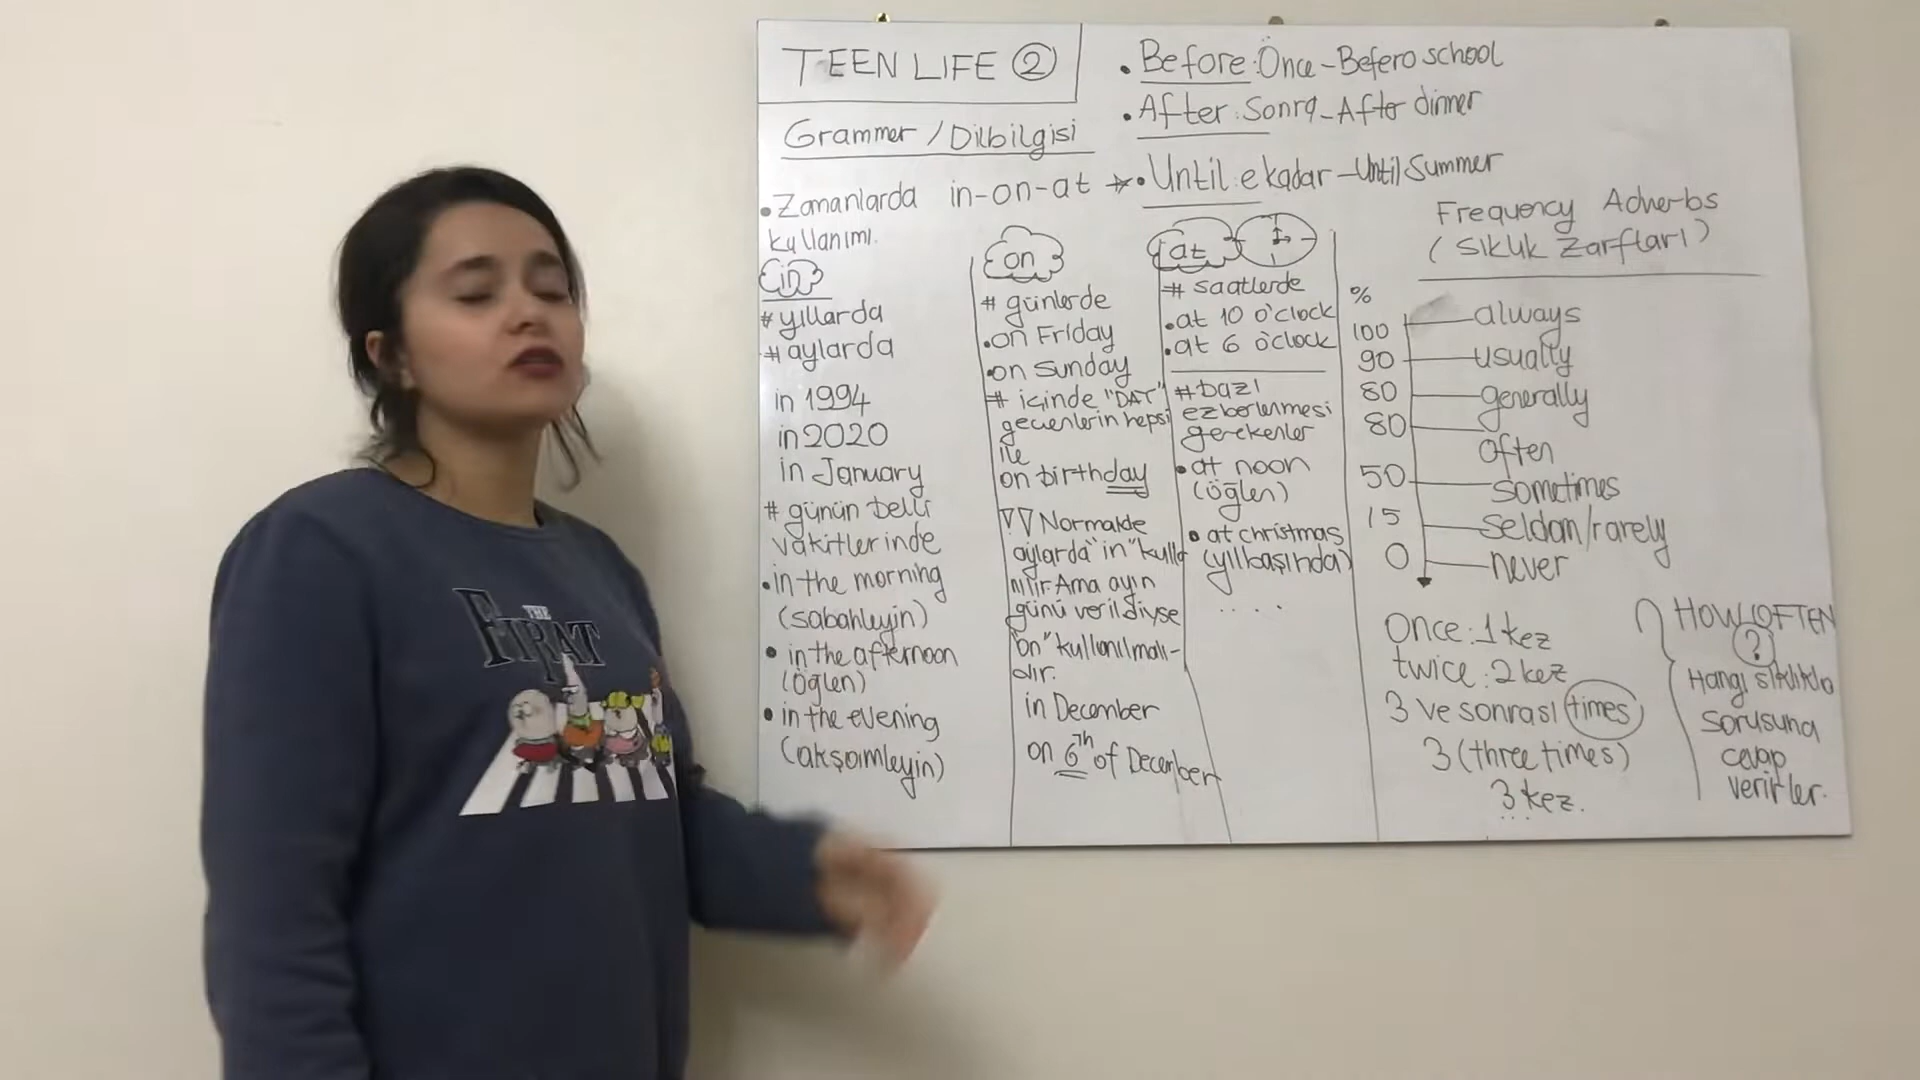 TEEN LIFE 2
Grammer / Dilbilgisi
• Before: Önce - Befero school
• After: Sonra - After dinner
• Zamanlarda in-on-at → • Until: e kadar - Until Summer
kullanımı.
in
# yıllarda
# aylarda
in 1994
in 2020
in January
# günün belli
vakitlerinde
• in the morning
(sabahleyin)
• in the afternoon
(öğlen)
• in the evening
(akşamleyin)
on
# günlerde
• on Friday
• on Sunday
# içinde "DAY"
geçenlerin hepsi
ile
on birthday
▽▽ Normalde
aylarda "in" kulla
nılır. Ama ayın
günü verildiyse
"on" kullanılmalı-
dır.
in December
on 6th of December
at
# saatlerde
• at 10 o'clock
• at 6 o'clock
# bazı
ezberlenmesi
gerekenler
• at noon
(öğlen)
• at christmas
(yılbaşında)
. . . .
Frequency Adverbs
(Sıklık Zarfları)
%
100 always
90 usually
80 generally
80 often
50 sometimes
15 seldom/rarely
0 never
Once: 1 kez
twice: 2 kez
3 ve sonrası times
3 (three times)
3 kez.
...
HOW OFTEN
?
Hangi sıklıkla
sorusuna
cevap
verirler.
THE
FIRAT